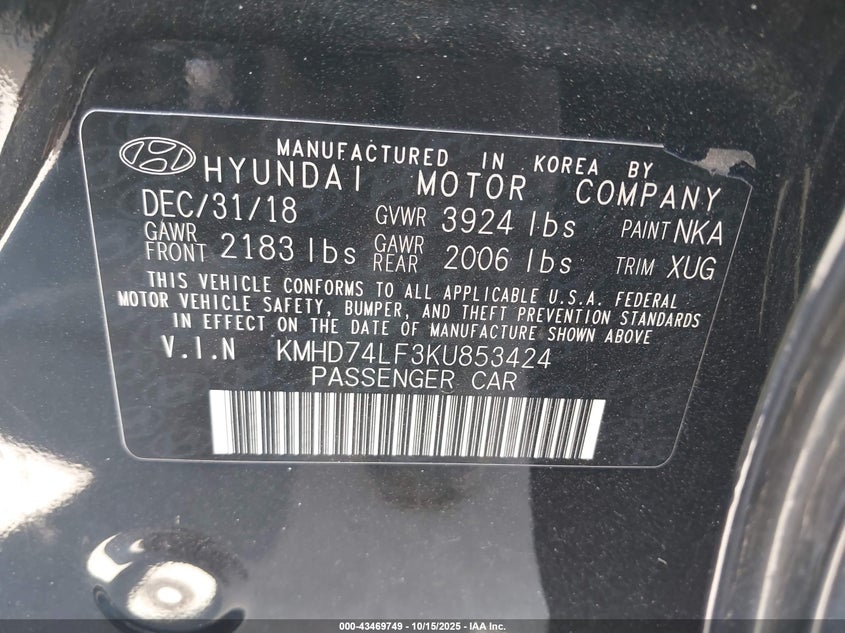 MANUFACTURED IN KOREA BY
HYUNDAI MOTOR COMPANY
DEC/31/18 GVWR 3924 lbs PAINT NKA
GAWR FRONT 2183 lbs GAWR REAR 2006 lbs TRIM XUG
THIS VEHICLE CONFORMS TO ALL APPLICABLE U.S.A. FEDERAL
MOTOR VEHICLE SAFETY, BUMPER, AND THEFT PREVENTION STANDARDS
IN EFFECT ON THE DATE OF MANUFACTURE SHOWN ABOVE
V.I.N KMHD74LF3KU853424
PASSENGER CAR
000-43469749 - 10/15/2025 - IAA Inc.